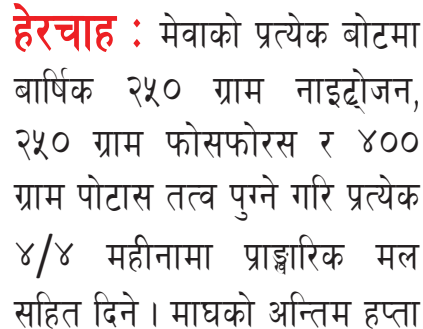 हेरचाह : मेवाको प्रत्येक बोटमा
बार्षिक २५० ग्राम नाइट्रोजन,
२५० ग्राम फोसफोरस र ४००
ग्राम पोटास तत्व पुग्ने गरि प्रत्येक
४/४ महीनामा प्राङ्गारिक मल
सहित दिने । माघको अन्तिम हप्ता